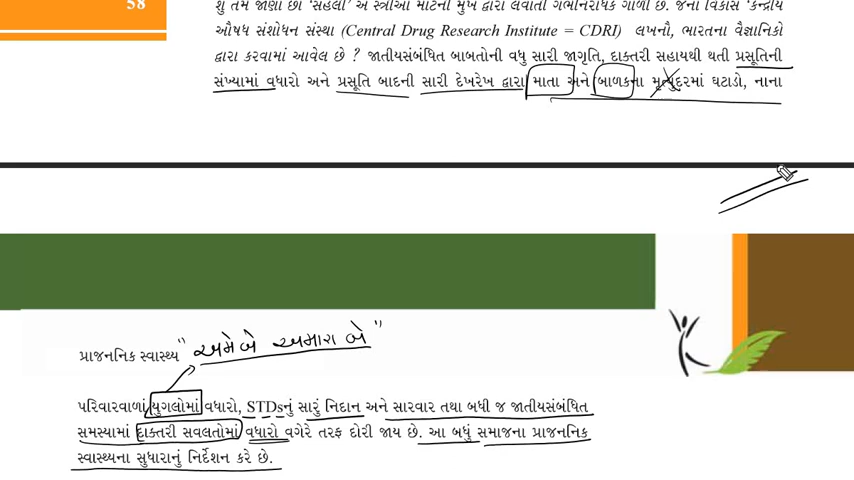 58
શું તમે જાણો છો 'સહેલી' એ સ્ત્રીઓ માટેની મુખ દ્વારા લેવાતી ગર્ભનિરોધક ગોળી છે. જેનો વિકાસ 'કેન્દ્રીય
ઔષધ સંશોધન સંસ્થા (Central Drug Research Institute = CDRI) લખનૌ, ભારતના વૈજ્ઞાનિકો
દ્વારા કરવામાં આવેલ છે ? જાતીયસંબંધિત બાબતોની વધુ સારી જાગૃતિ, દાક્તરી સહાયથી થતી પ્રસૂતિની
સંખ્યામાં વધારો અને પ્રસૂતિ બાદની સારી દેખરેખ દ્વારા માતા અને બાળકના મૃત્યુદરમાં ઘટાડો, નાના
પ્રાજનનિક સ્વાસ્થ્ય "અમે બે અમારા બે"
પરિવારવાળાં યુગલોમાં વધારો, STDsનું સારું નિદાન અને સારવાર તથા બધી જ જાતીયસંબંધિત
સમસ્યામાં દાક્તરી સવલતોમાં વધારો વગેરે તરફ દોરી જાય છે. આ બધું સમાજના પ્રાજનનિક
સ્વાસ્થ્યના સુધારાનું નિર્દેશન કરે છે.